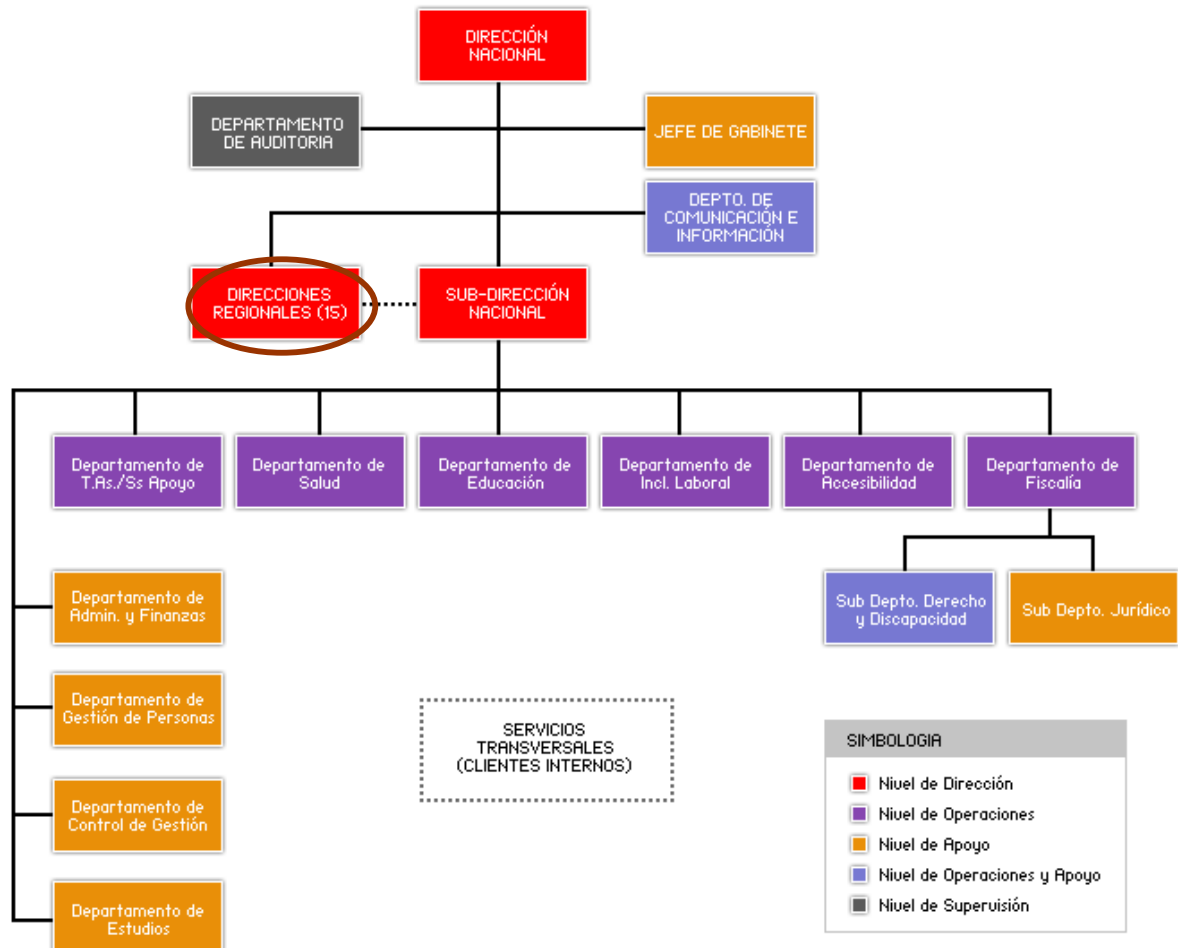 DIRECCIÓN
NACIONAL
DEPARTAMENTO
DE AUDITORIA
JEFE DE GABINETE
DEPTO. DE
COMUNICACIÓN E
INFORMACIÓN
DIRECCIONES
REGIONALES (15)
SUB-DIRECCIÓN
NACIONAL
Departamento de
T.As./Ss Apoyo
Departamento de
Salud
Departamento de
Educación
Departamento de
Incl. Laboral
Departamento de
Accesibilidad
Departamento de
Fiscalía
Departamento de
Admin. y Finanzas
Sub Depto. Derecho
y Discapacidad
Sub Depto. Jurídico
Departamento de
Gestión de Personas
SERVICIOS
TRANSVERSALES
(CLIENTES INTERNOS)
Departamento de
Control de Gestión
Departamento de
Estudios
SIMBOLOGIA
Nivel de Dirección
Nivel de Operaciones
Nivel de Apoyo
Nivel de Operaciones y Apoyo
Nivel de Supervisión